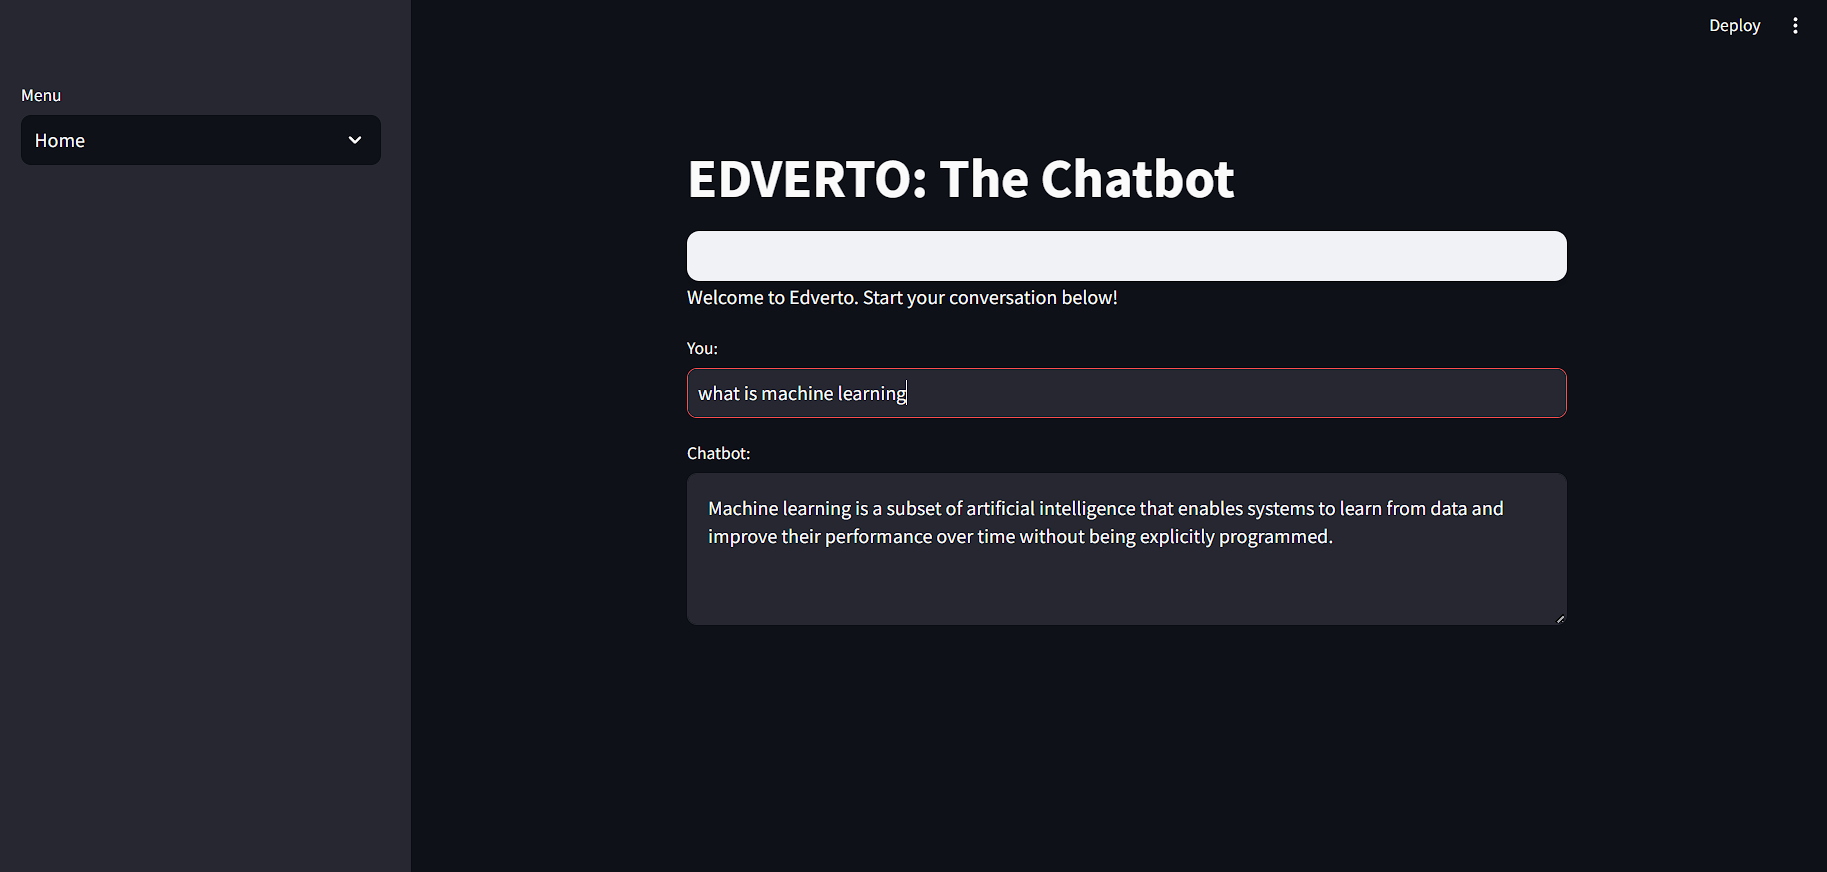 Deploy
Menu
Home
EDVERTO: The Chatbot
Welcome to Edverto. Start your conversation below!
You:
what is machine learning
Chatbot:
Machine learning is a subset of artificial intelligence that enables systems to learn from data and
improve their performance over time without being explicitly programmed.